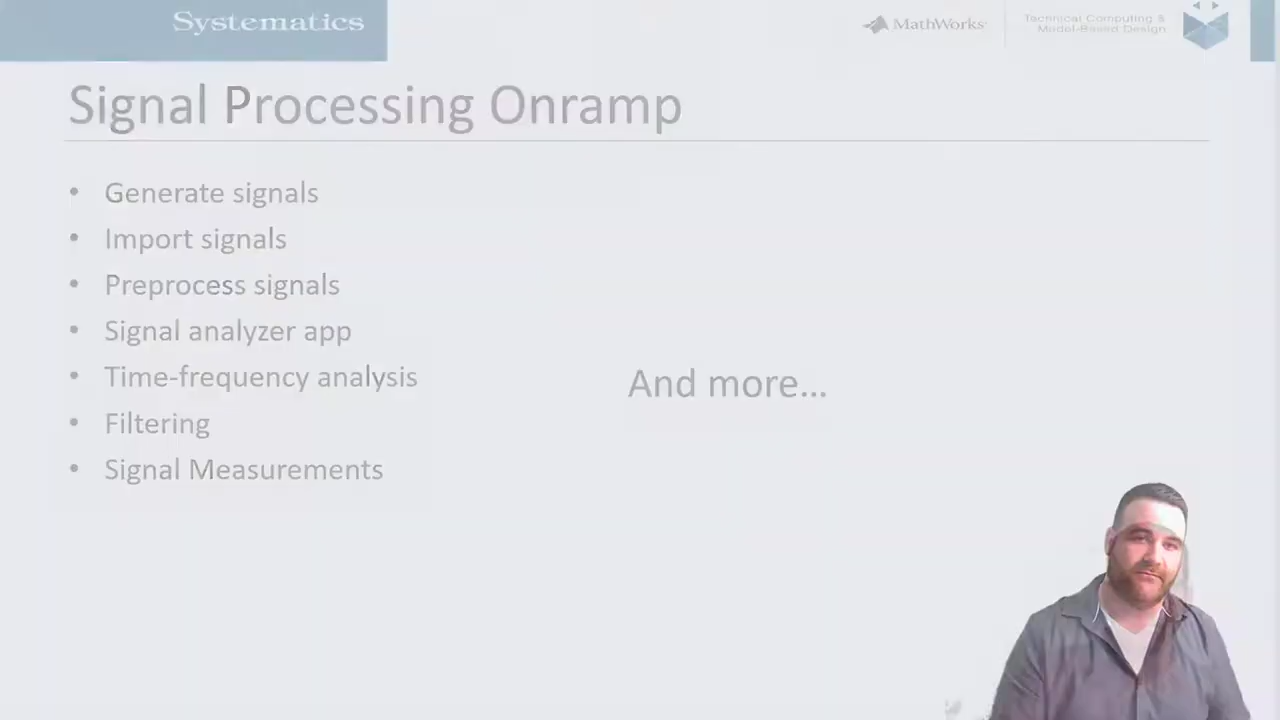 Systematics
MathWorks
Technical Computing &
Model-Based Design
Signal Processing Onramp
• Generate signals
• Import signals
• Preprocess signals
• Signal analyzer app
• Time-frequency analysis
• Filtering
• Signal Measurements
And more...